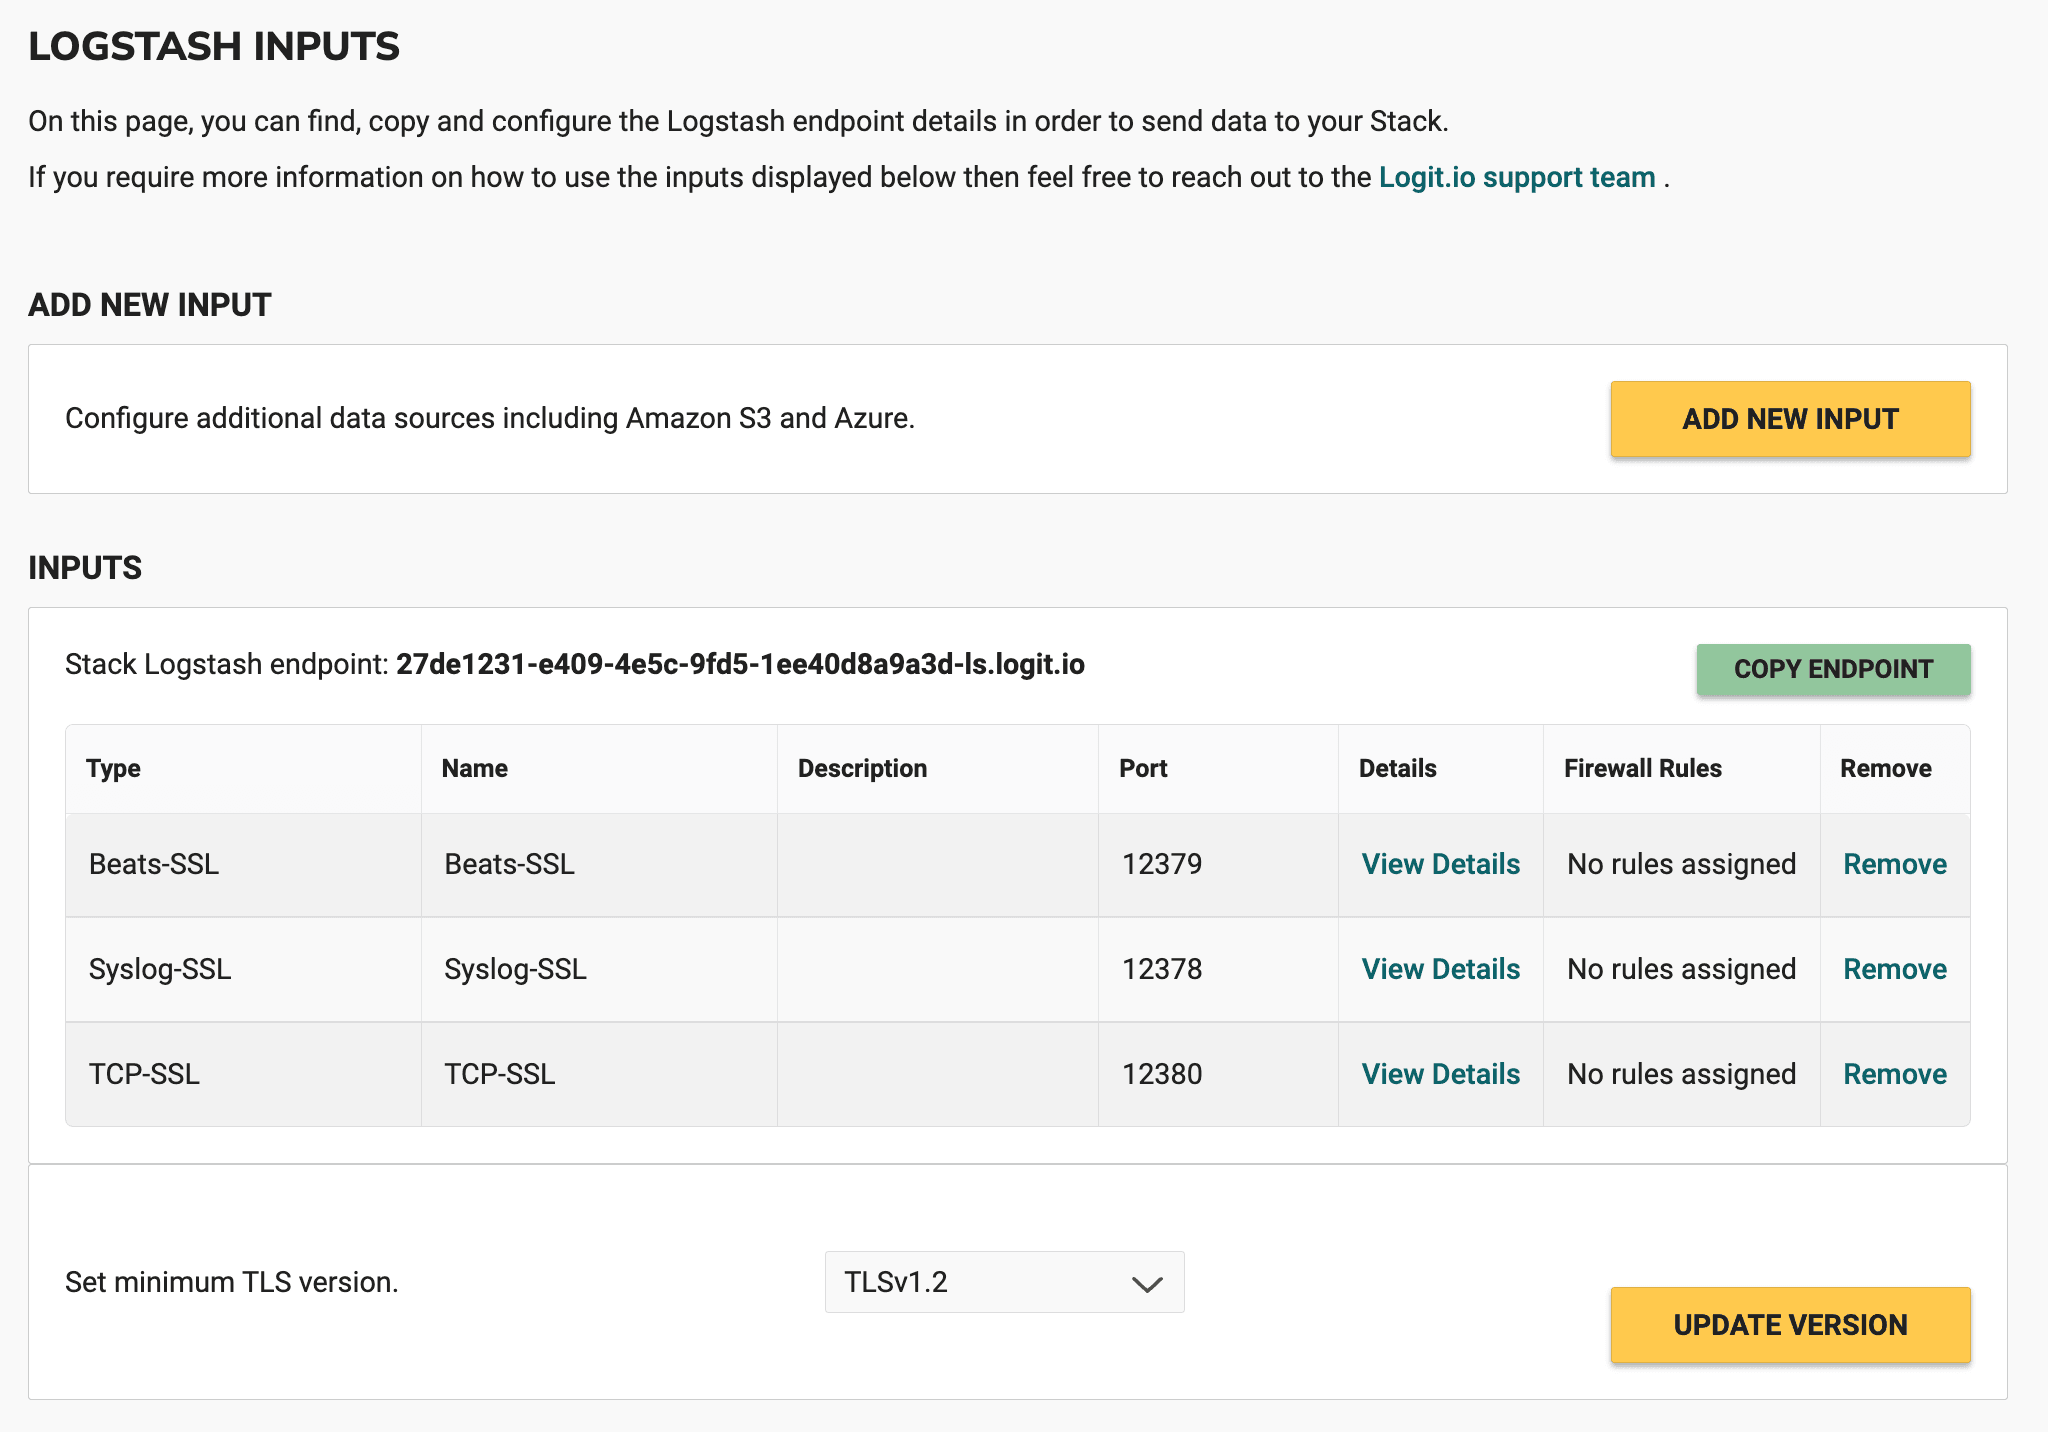 LOGSTASH INPUTS
On this page, you can find, copy and configure the Logstash endpoint details in order to send data to your Stack.
If you require more information on how to use the inputs displayed below then feel free to reach out to the Logit.io support team .
ADD NEW INPUT
Configure additional data sources including Amazon S3 and Azure.
ADD NEW INPUT
INPUTS
Stack Logstash endpoint: 27de1231-e409-4e5c-9fd5-1ee40d8a9a3d-ls.logit.io
COPY ENDPOINT
Type Name Description Port Details Firewall Rules Remove
Beats-SSL Beats-SSL 12379 View Details No rules assigned Remove
Syslog-SSL Syslog-SSL 12378 View Details No rules assigned Remove
TCP-SSL TCP-SSL 12380 View Details No rules assigned Remove
Set minimum TLS version.
TLSv1.2
UPDATE VERSION